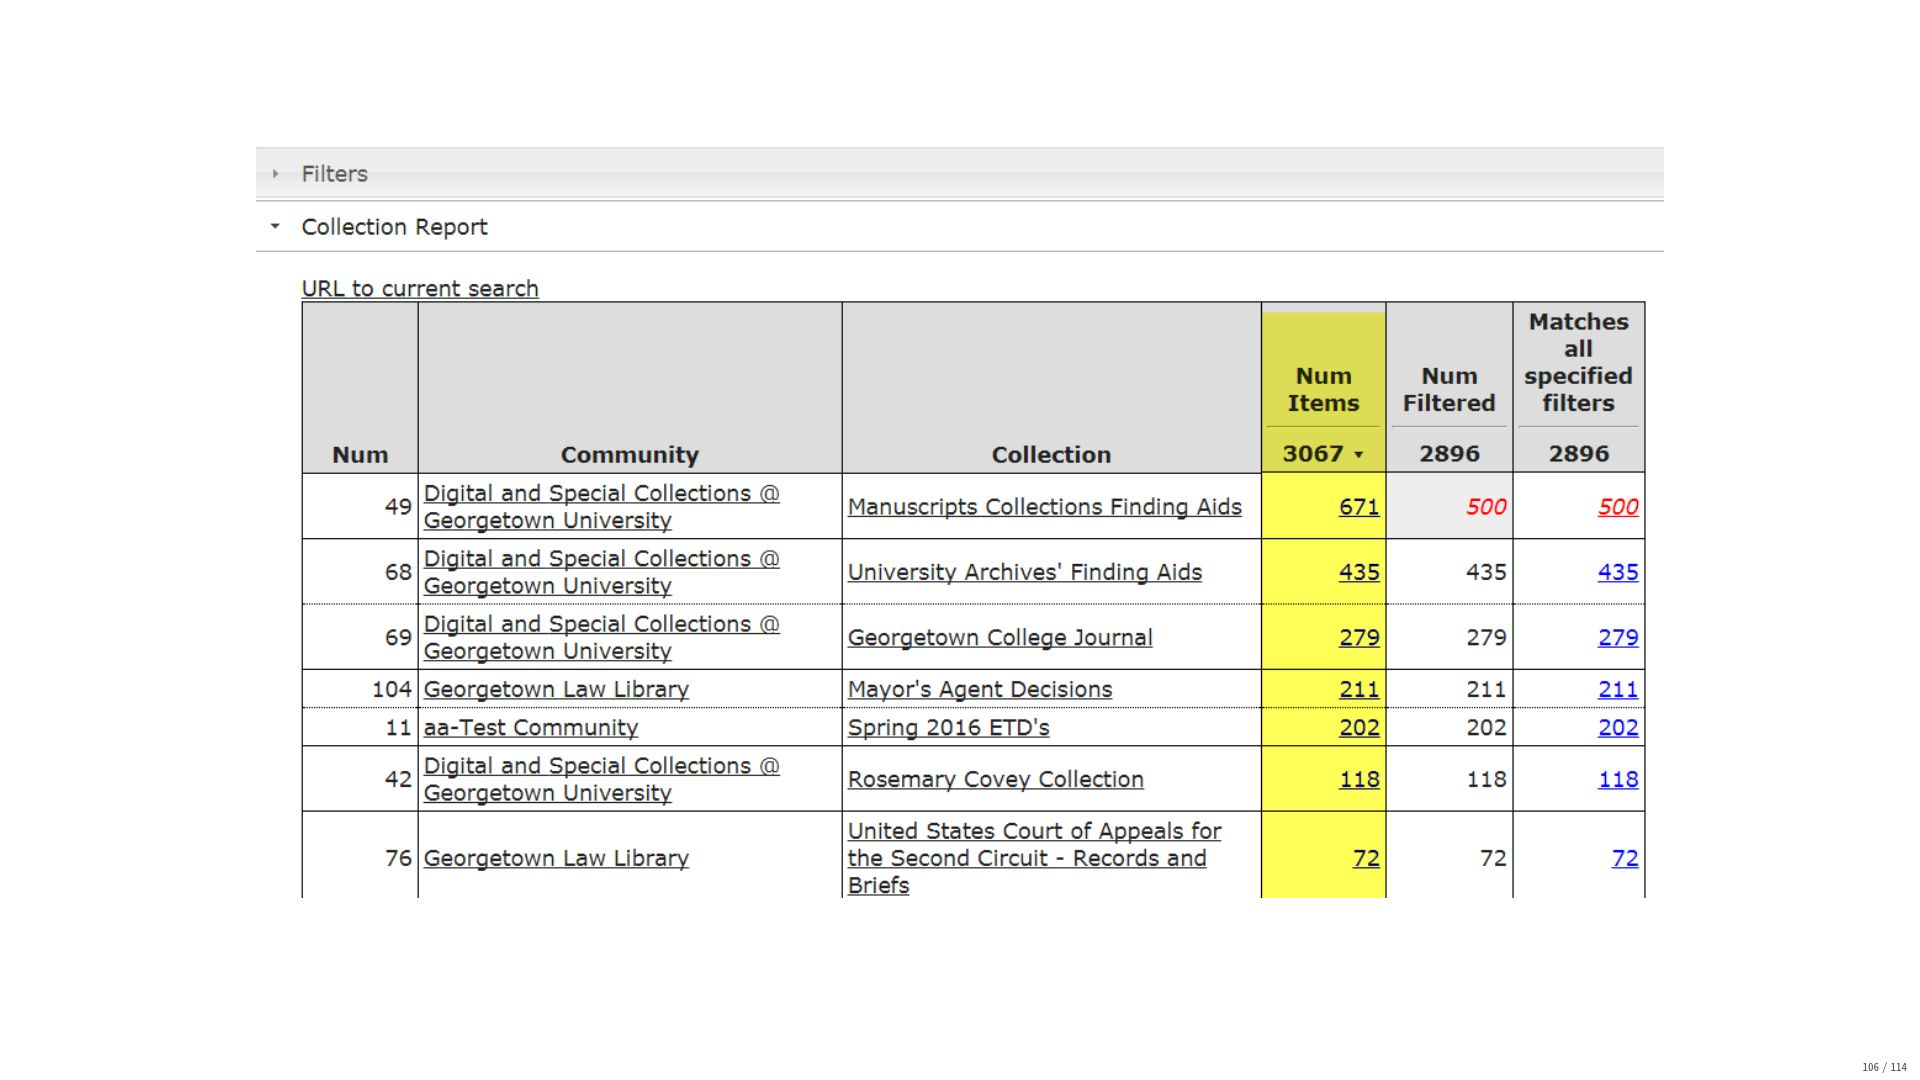 Filters
Collection Report
URL to current search
Num Community Collection Num Items 3067 Num Filtered 2896 Matches all specified filters 2896
49 Digital and Special Collections @ Georgetown University Manuscripts Collections Finding Aids 671 500 500
68 Digital and Special Collections @ Georgetown University University Archives' Finding Aids 435 435 435
69 Digital and Special Collections @ Georgetown University Georgetown College Journal 279 279 279
104 Georgetown Law Library Mayor's Agent Decisions 211 211 211
11 aa-Test Community Spring 2016 ETD's 202 202 202
42 Digital and Special Collections @ Georgetown University Rosemary Covey Collection 118 118 118
76 Georgetown Law Library United States Court of Appeals for the Second Circuit - Records and Briefs 72 72 72
106 / 114